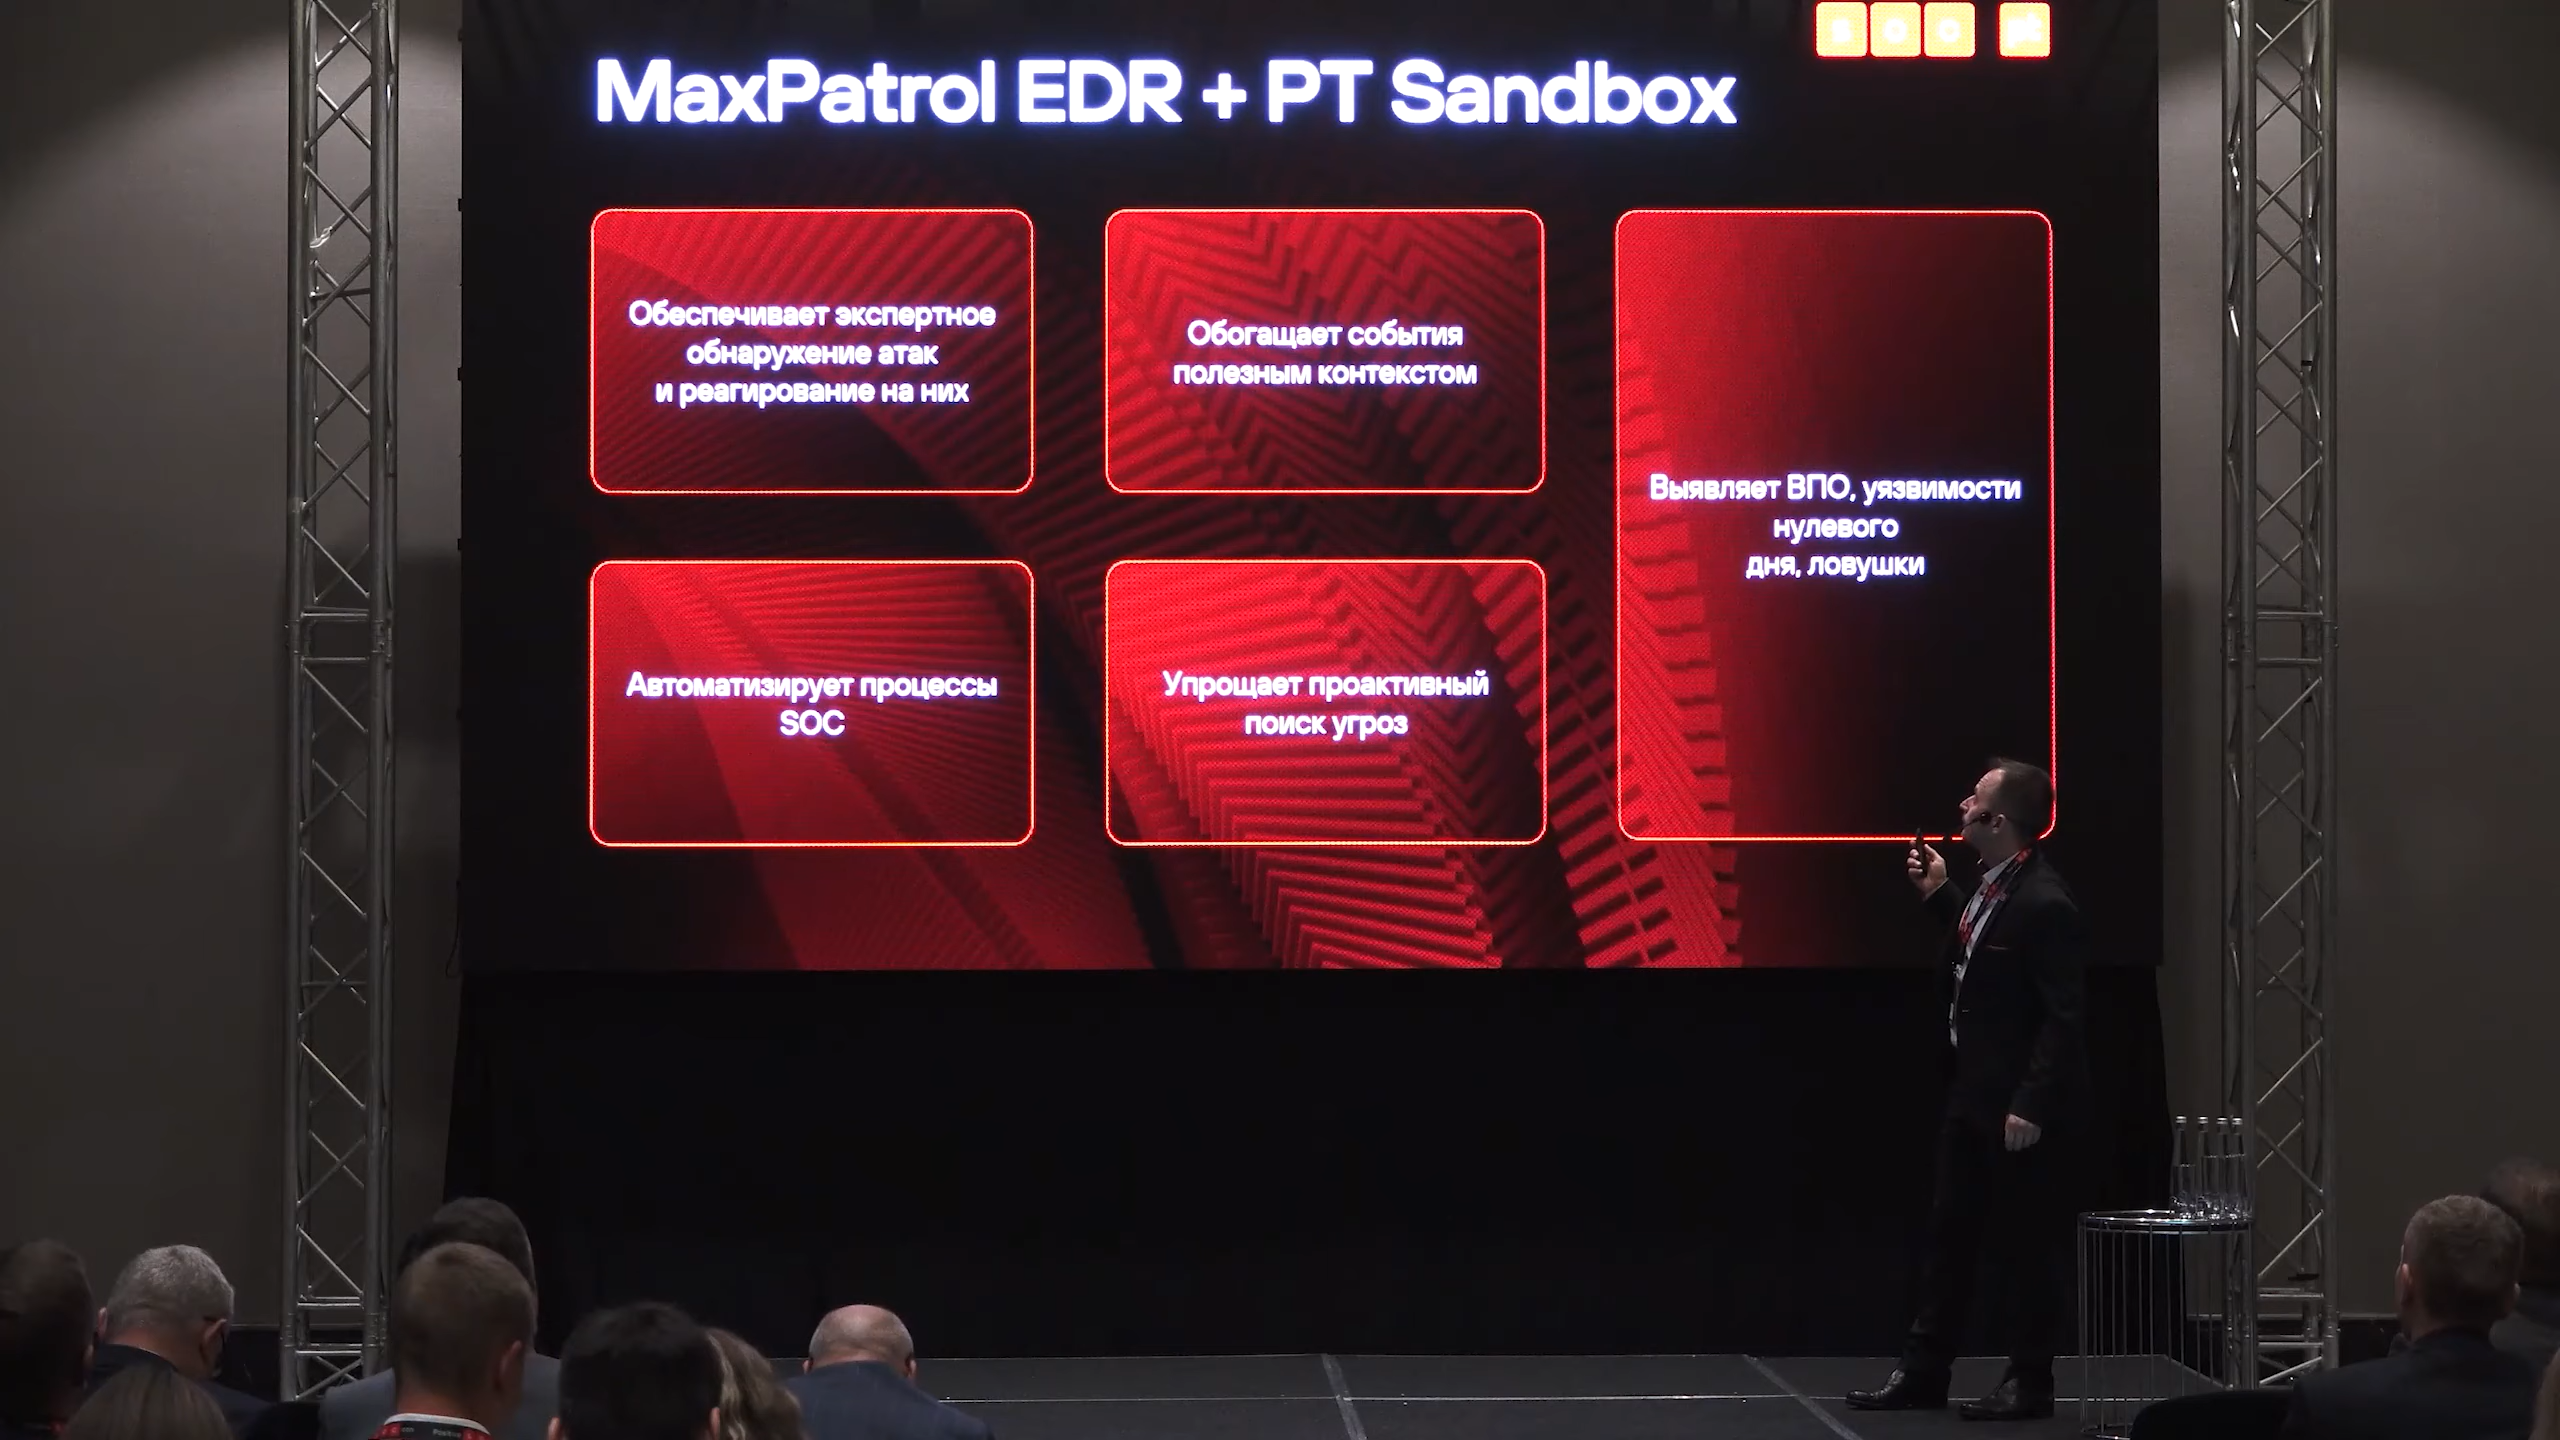 MaxPatrol EDR + PT Sandbox
Обеспечивает экспертное
обнаружение атак
и реагирование на них
Обогащает события
полезным контекстом
Выявляет ВПО, уязвимости
нулевого
дня, ловушки
Автоматизирует процессы
SOC
Упрощает проактивный
поиск угроз